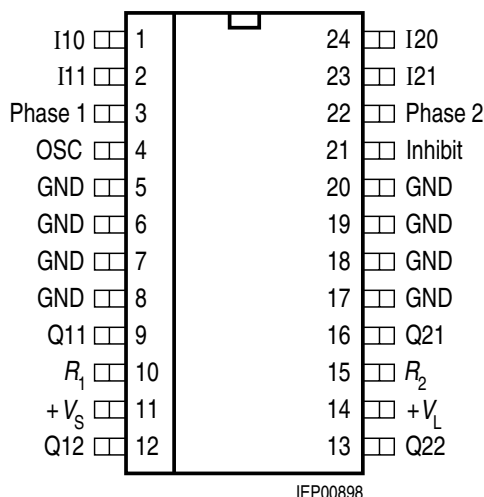 I10 1 24 I20
I11 2 23 I21
Phase 1 3 22 Phase 2
OSC 4 21 Inhibit
GND 5 20 GND
GND 6 19 GND
GND 7 18 GND
GND 8 17 GND
Q11 9 16 Q21
R1 10 15 R2
+VS 11 14 +VL
Q12 12 13 Q22
IEP00898